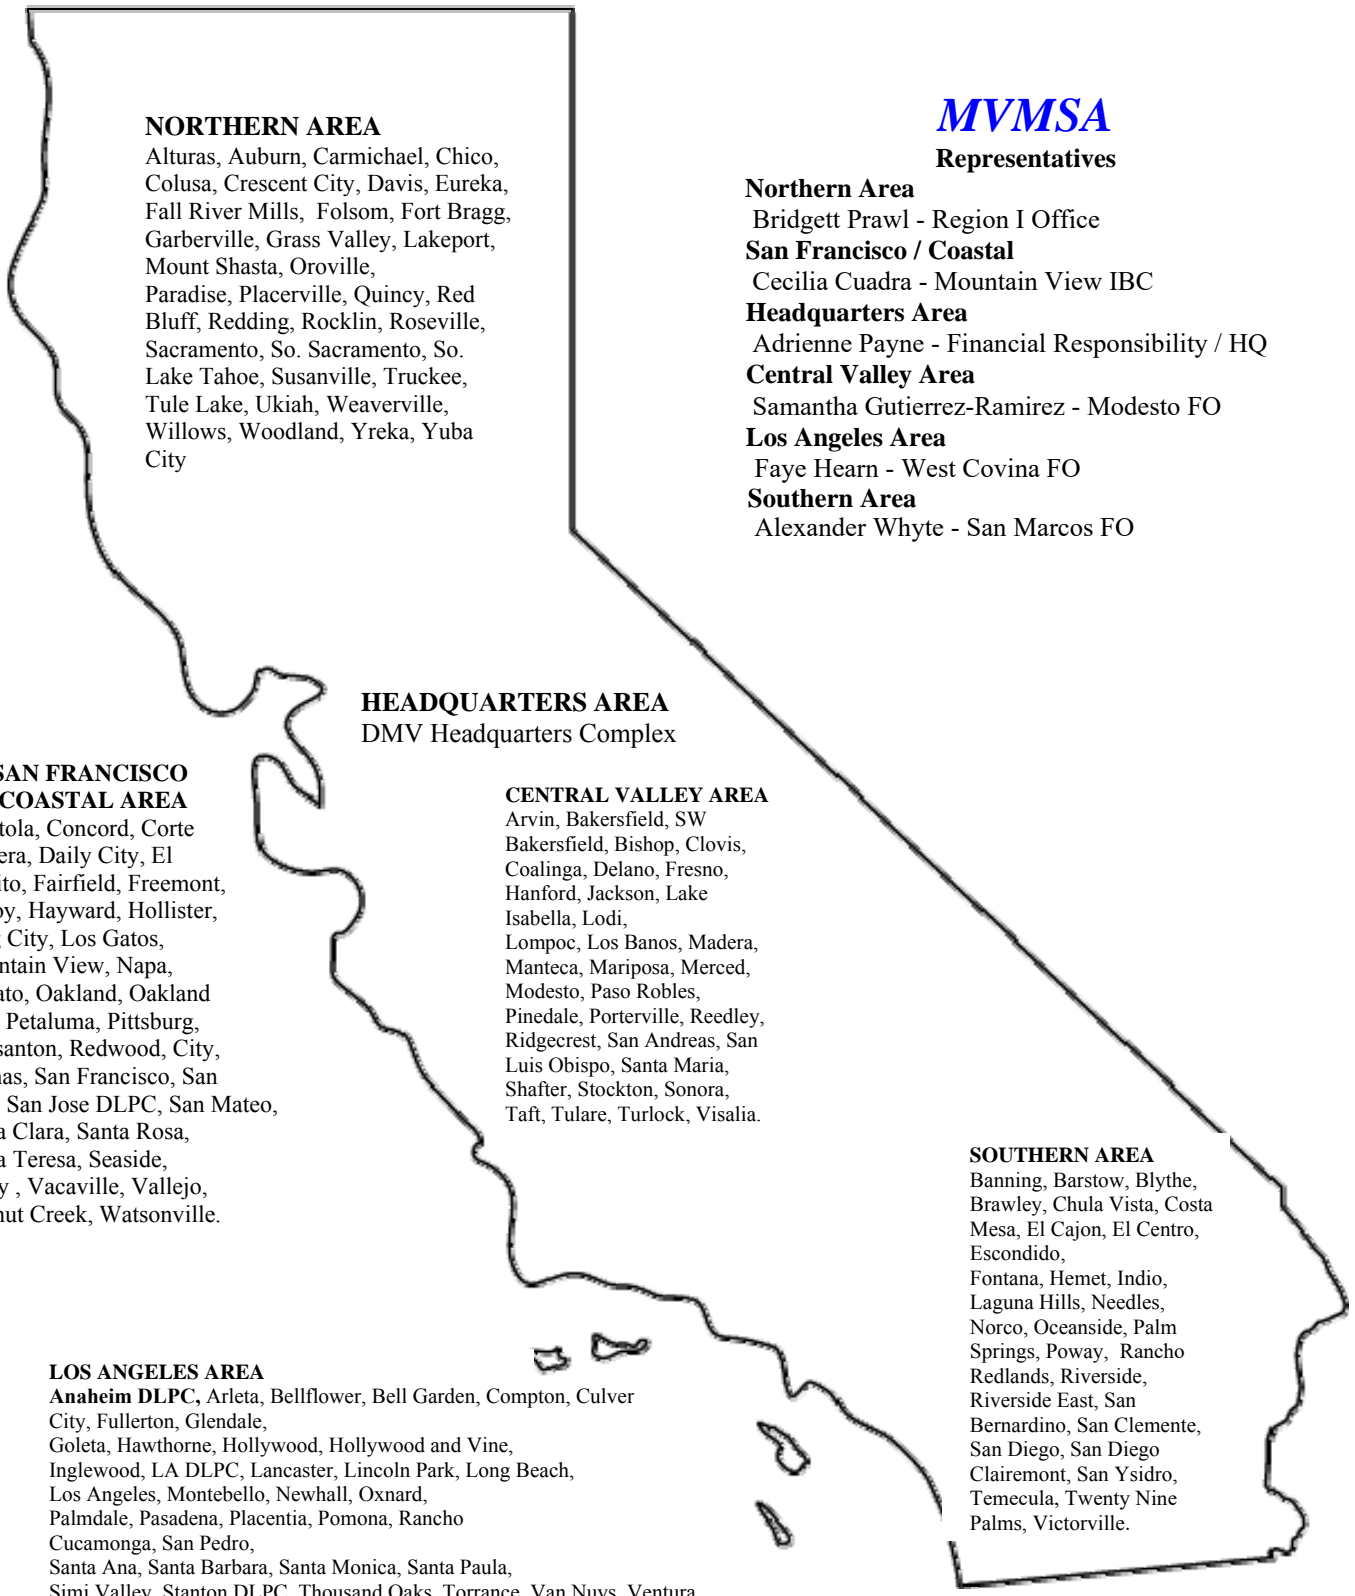 NORTHERN AREA
Alturas, Auburn, Carmichael, Chico,
Colusa, Crescent City, Davis, Eureka,
Fall River Mills, Folsom, Fort Bragg,
Garberville, Grass Valley, Lakeport,
Mount Shasta, Oroville,
Paradise, Placerville, Quincy, Red
Bluff, Redding, Rocklin, Roseville,
Sacramento, So. Sacramento, So.
Lake Tahoe, Susanville, Truckee,
Tule Lake, Ukiah, Weaverville,
Willows, Woodland, Yreka, Yuba
City
MVMSA
Representatives
Northern Area
Bridgett Prawl - Region I Office
San Francisco / Coastal
Cecilia Cuadra - Mountain View IBC
Headquarters Area
Adrienne Payne - Financial Responsibility / HQ
Central Valley Area
Samantha Gutierrez-Ramirez - Modesto FO
Los Angeles Area
Faye Hearn - West Covina FO
Southern Area
Alexander Whyte - San Marcos FO
HEADQUARTERS AREA
DMV Headquarters Complex
SAN FRANCISCO
COASTAL AREA
Concord, Corte
Daily City, El
Fairfield, Freemont,
Hayward, Hollister,
City, Los Gatos,
View, Napa,
Oakland, Oakland
Petaluma, Pittsburg,
Redwood, City,
San Francisco, San
San Jose DLPC, San Mateo,
Clara, Santa Rosa,
Teresa, Seaside,
, Vacaville, Vallejo,
Creek, Watsonville.
CENTRAL VALLEY AREA
Arvin, Bakersfield, SW
Bakersfield, Bishop, Clovis,
Coalinga, Delano, Fresno,
Hanford, Jackson, Lake
Isabella, Lodi,
Lompoc, Los Banos, Madera,
Manteca, Mariposa, Merced,
Modesto, Paso Robles,
Pinedale, Porterville, Reedley,
Ridgecrest, San Andreas, San
Luis Obispo, Santa Maria,
Shafter, Stockton, Sonora,
Taft, Tulare, Turlock, Visalia.
SOUTHERN AREA
Banning, Barstow, Blythe,
Brawley, Chula Vista, Costa
Mesa, El Cajon, El Centro,
Escondido,
Fontana, Hemet, Indio,
Laguna Hills, Needles,
Norco, Oceanside, Palm
Springs, Poway, Rancho
Redlands, Riverside,
Riverside East, San
Bernardino, San Clemente,
San Diego, San Diego
Clairemont, San Ysidro,
Temecula, Twenty Nine
Palms, Victorville.
LOS ANGELES AREA
Anaheim DLPC, Arleta, Bellflower, Bell Garden, Compton, Culver
City, Fullerton, Glendale,
Goleta, Hawthorne, Hollywood, Hollywood and Vine,
Inglewood, LA DLPC, Lancaster, Lincoln Park, Long Beach,
Los Angeles, Montebello, Newhall, Oxnard,
Palmdale, Pasadena, Placentia, Pomona, Rancho
Cucamonga, San Pedro,
Santa Ana, Santa Barbara, Santa Monica, Santa Paula,
Simi Valley, Stanton DLPC, Thousand Oaks, Torrance, Van Nuys, Ventura